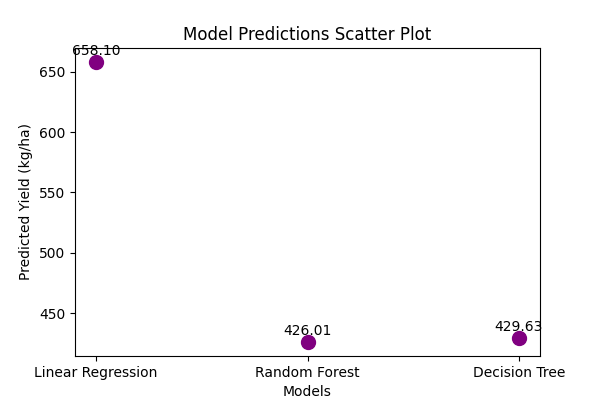 Model Predictions Scatter Plot
658.10
650
600
550
500
450
426.01
429.63
Predicted Yield (kg/ha)
Linear Regression
Random Forest
Decision Tree
Models